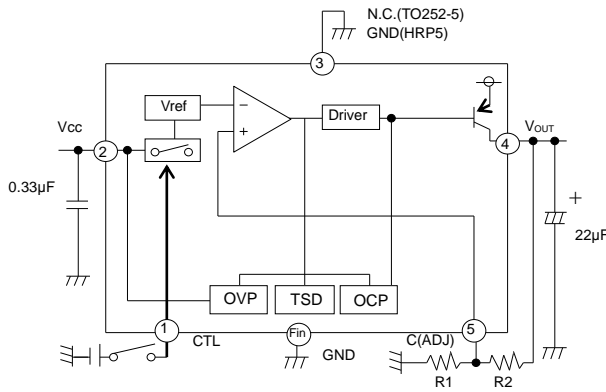 N.C.(TO252-5)
GND(HRP5)
3
Vref
−
+
Driver
Vcc
2
4
VOUT
0.33μF
+
22μF
OVP
TSD
OCP
1
CTL
Fin
GND
5
C(ADJ)
R1
R2